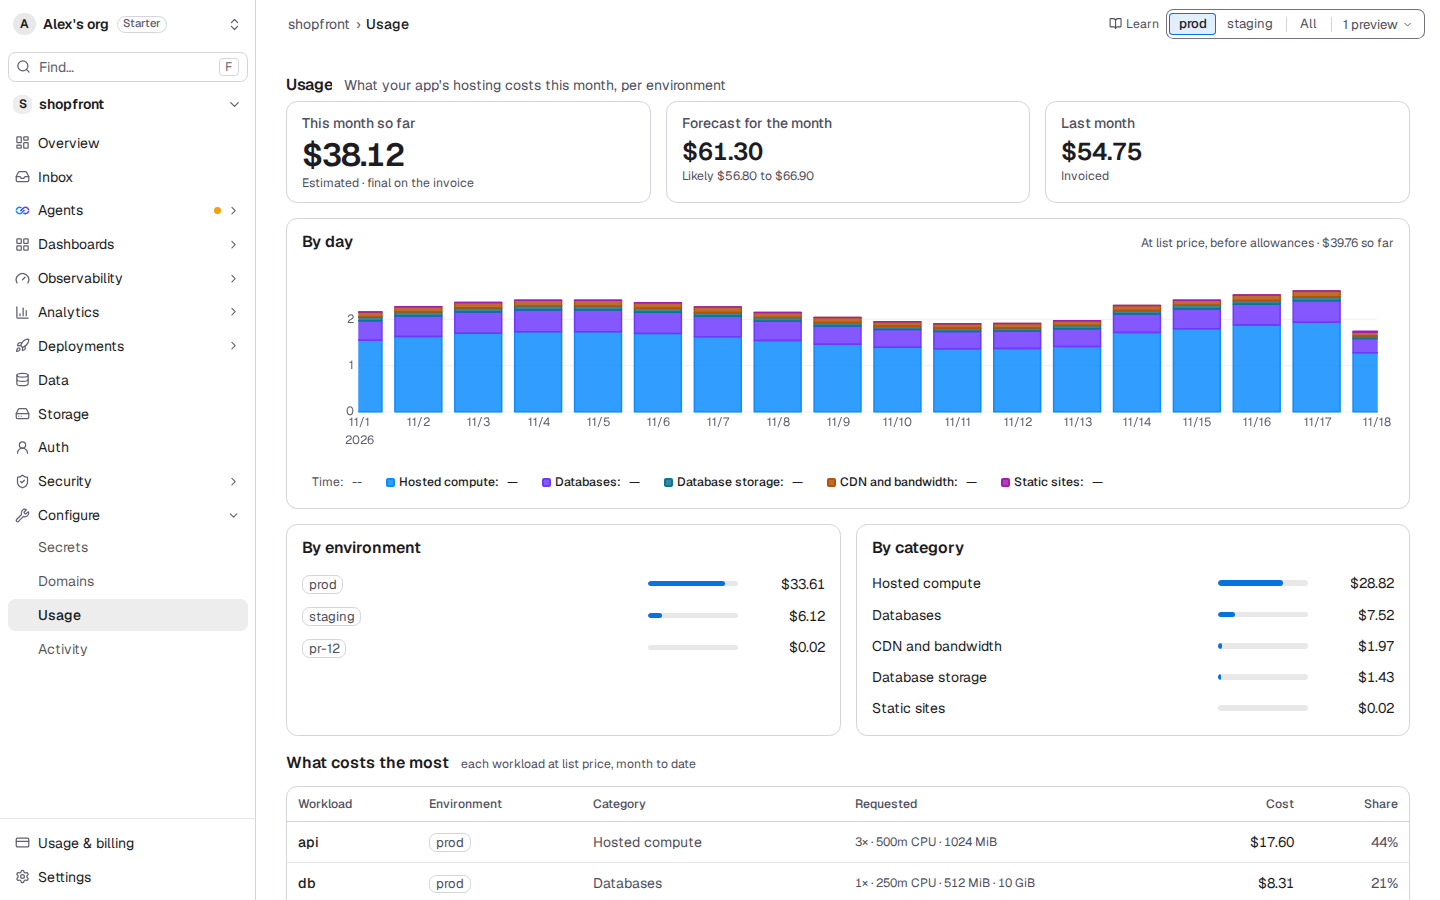 A Alex's org Starter
Find... F
S shopfront
Overview
Inbox
Agents
Dashboards
Observability
Analytics
Deployments
Data
Storage
Auth
Security
Configure
Secrets
Domains
Usage
Activity
Usage & billing
Settings
shopfront › Usage
Learn prod staging All 1 preview
Usage What your app's hosting costs this month, per environment
This month so far
$38.12
Estimated · final on the invoice
Forecast for the month
$61.30
Likely $56.80 to $66.90
Last month
$54.75
Invoiced
By day At list price, before allowances · $39.76 so far
2
1
0
11/1 11/2 11/3 11/4 11/5 11/6 11/7 11/8 11/9 11/10 11/11 11/12 11/13 11/14 11/15 11/16 11/17 11/18
2026
Time: -- Hosted compute: — Databases: — Database storage: — CDN and bandwidth: — Static sites: —
By environment
prod $33.61
staging $6.12
pr-12 $0.02
By category
Hosted compute $28.82
Databases $7.52
CDN and bandwidth $1.97
Database storage $1.43
Static sites $0.02
What costs the most each workload at list price, month to date
Workload Environment Category Requested Cost Share
api prod Hosted compute 3× · 500m CPU · 1024 MiB $17.60 44%
db prod Databases 1× · 250m CPU · 512 MiB · 10 GiB $8.31 21%